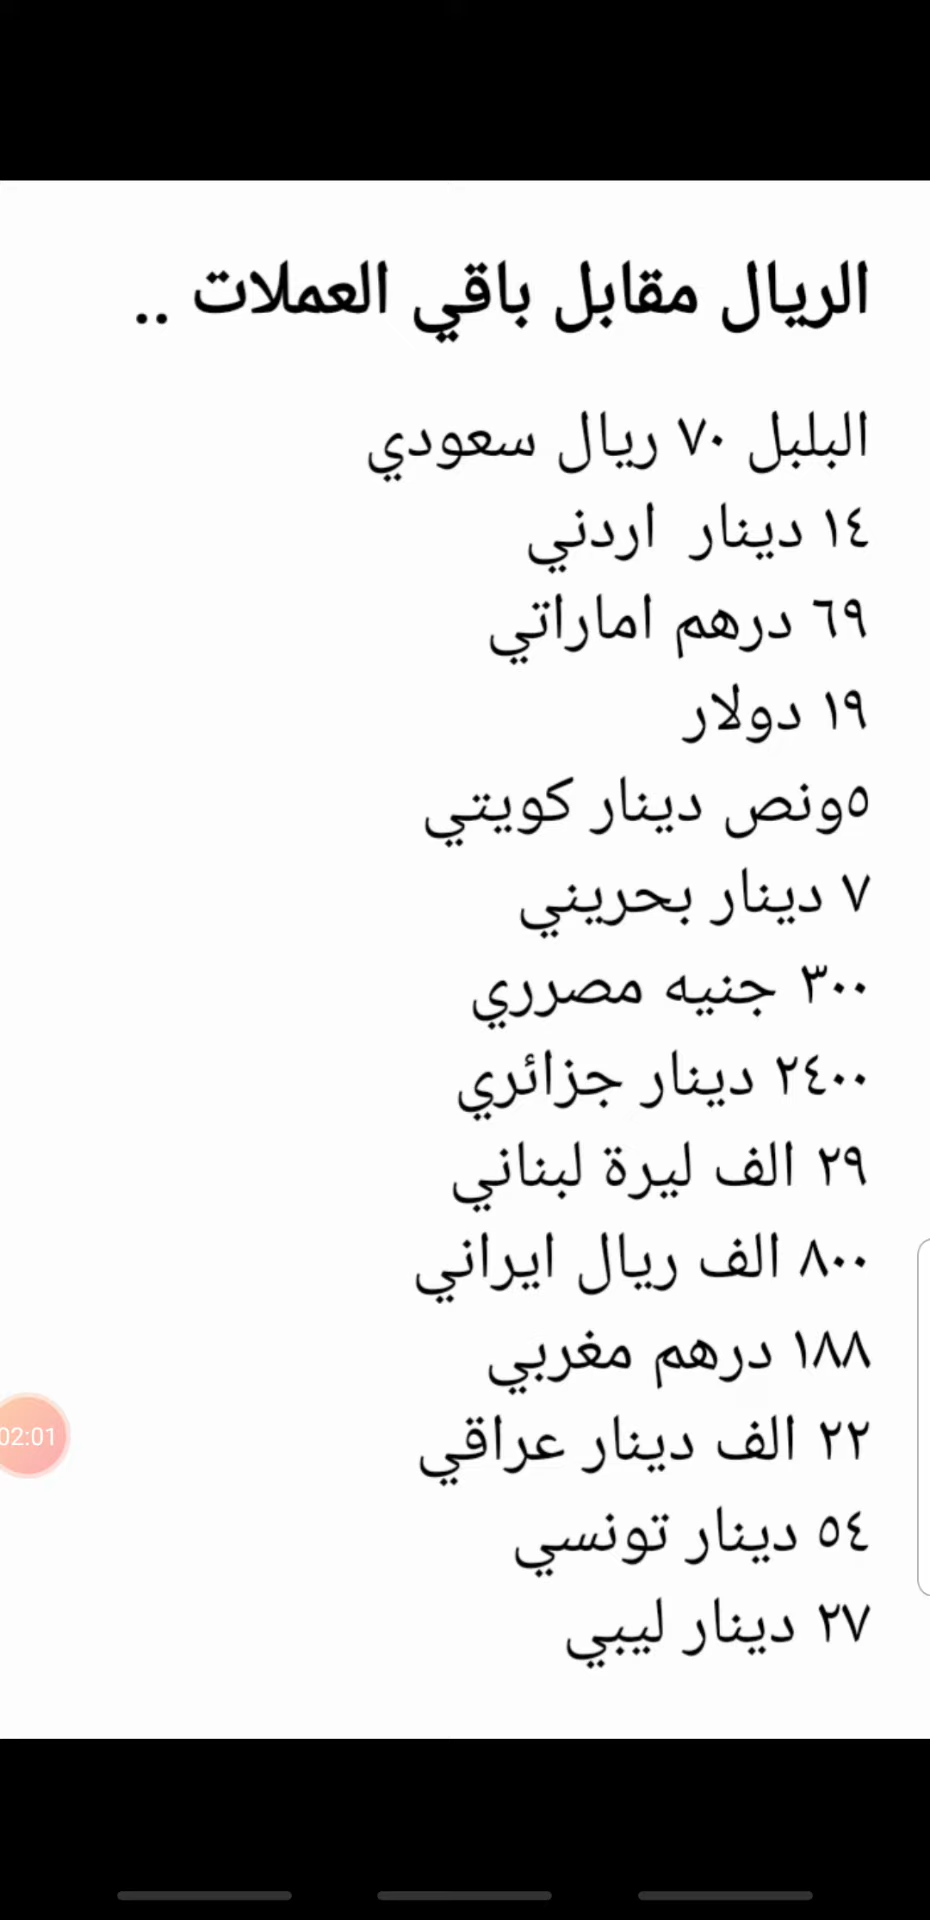 الريال مقابل باقي العملات ..
البلبل ٧٠ ريال سعودي
١٤ دينار اردني
٦٩ درهم اماراتي
١٩ دولار
٥ونص دينار كويتي
٧ دينار بحريني
٣٠٠ جنيه مصرري
٢٤٠٠ دينار جزائري
٢٩ الف ليرة لبناني
٨٠٠ الف ريال ايراني
١٨٨ درهم مغربي
02:01
٢٢ الف دينار عراقي
٥٤ دينار تونسي
٢٧ دينار ليبي